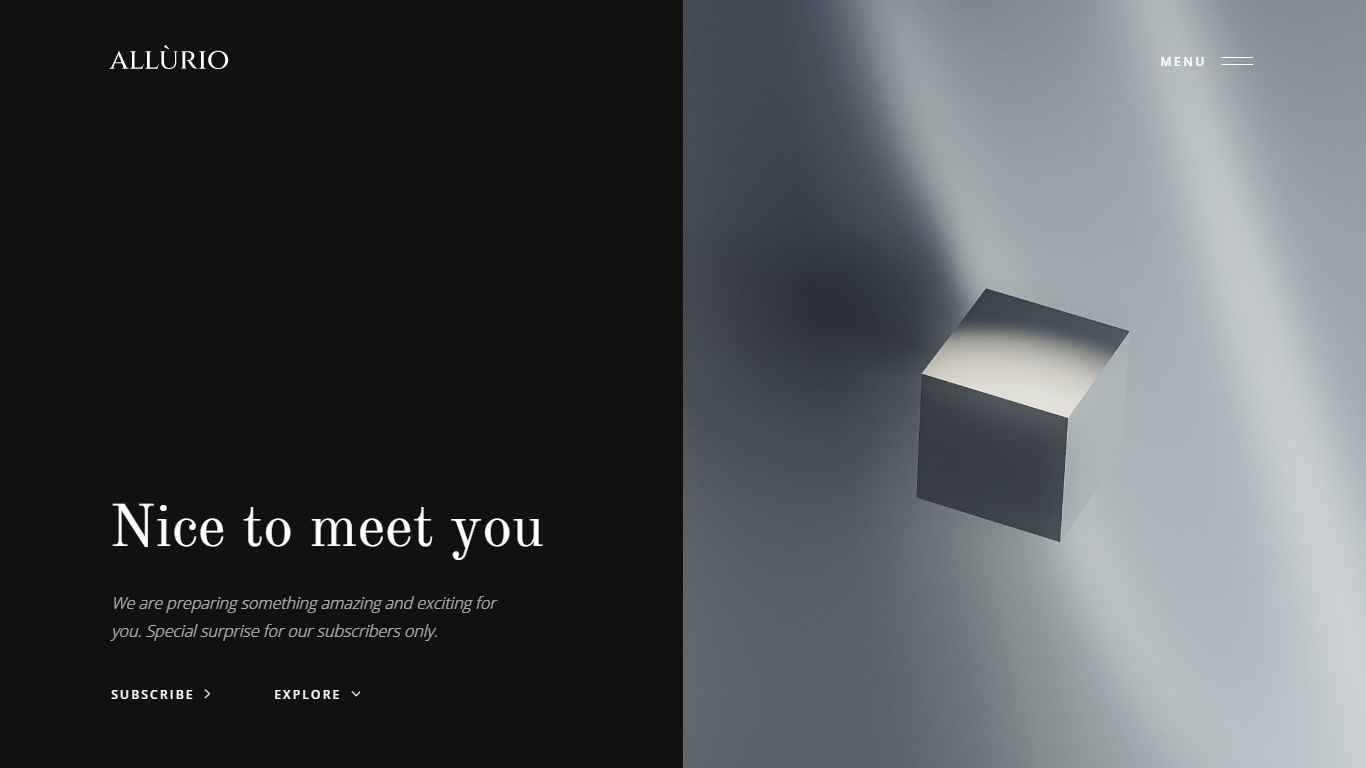 ALLÙRIO
MENU
Nice to meet you
We are preparing something amazing and exciting for
you. Special surprise for our subscribers only.
SUBSCRIBE
EXPLORE